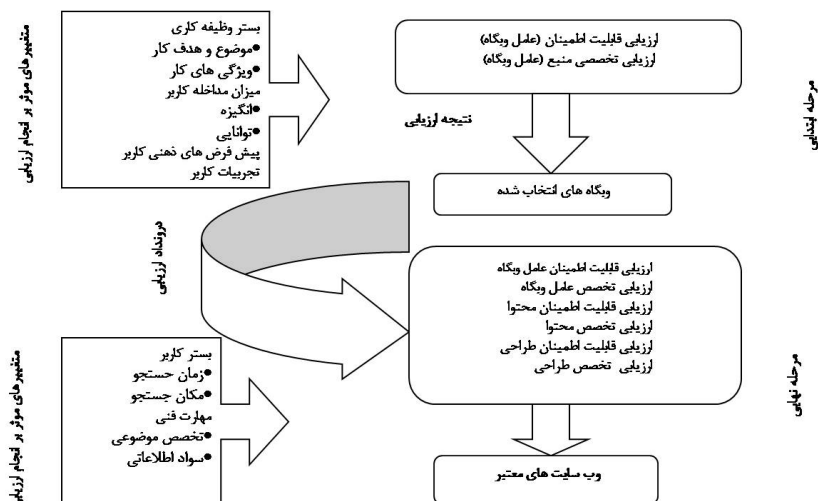 متغییرهای موثر بر انجام ارزیابی
بستر وظیفه کاری
●موضوع و هدف کار
●ویژگی های کار
میزان مداخله کاربر
●انگیزه
●توانایی
پیش فرض های ذهنی کاربر
تجربیات کاربر
ارزیابی قابلیت اطمینان (عامل وبگاه)
ارزیابی تخصصی منبع (عامل وبگاه)
مرحله ابتدایی
نتیجه ارزیابی
وبگاه های انتخاب شده
درونداد ارزیابی
ارزیابی قابلیت اطمینان عامل وبگاه
ارزیابی تخصص عامل وبگاه
ارزیابی قابلیت اطمینان محتوا
ارزیابی تخصص محتوا
ارزیابی قابلیت اطمینان طراحی
ارزیابی تخصص طراحی
مرحله نهایی
متغییرهای موثر بر انجام ارزیابی
بستر کاربر
●زمان جستجو
●مکان جستجو
مهارت فنی
●تخصص موضوعی
●سواد اطلاعاتی
وب سایت های معتبر